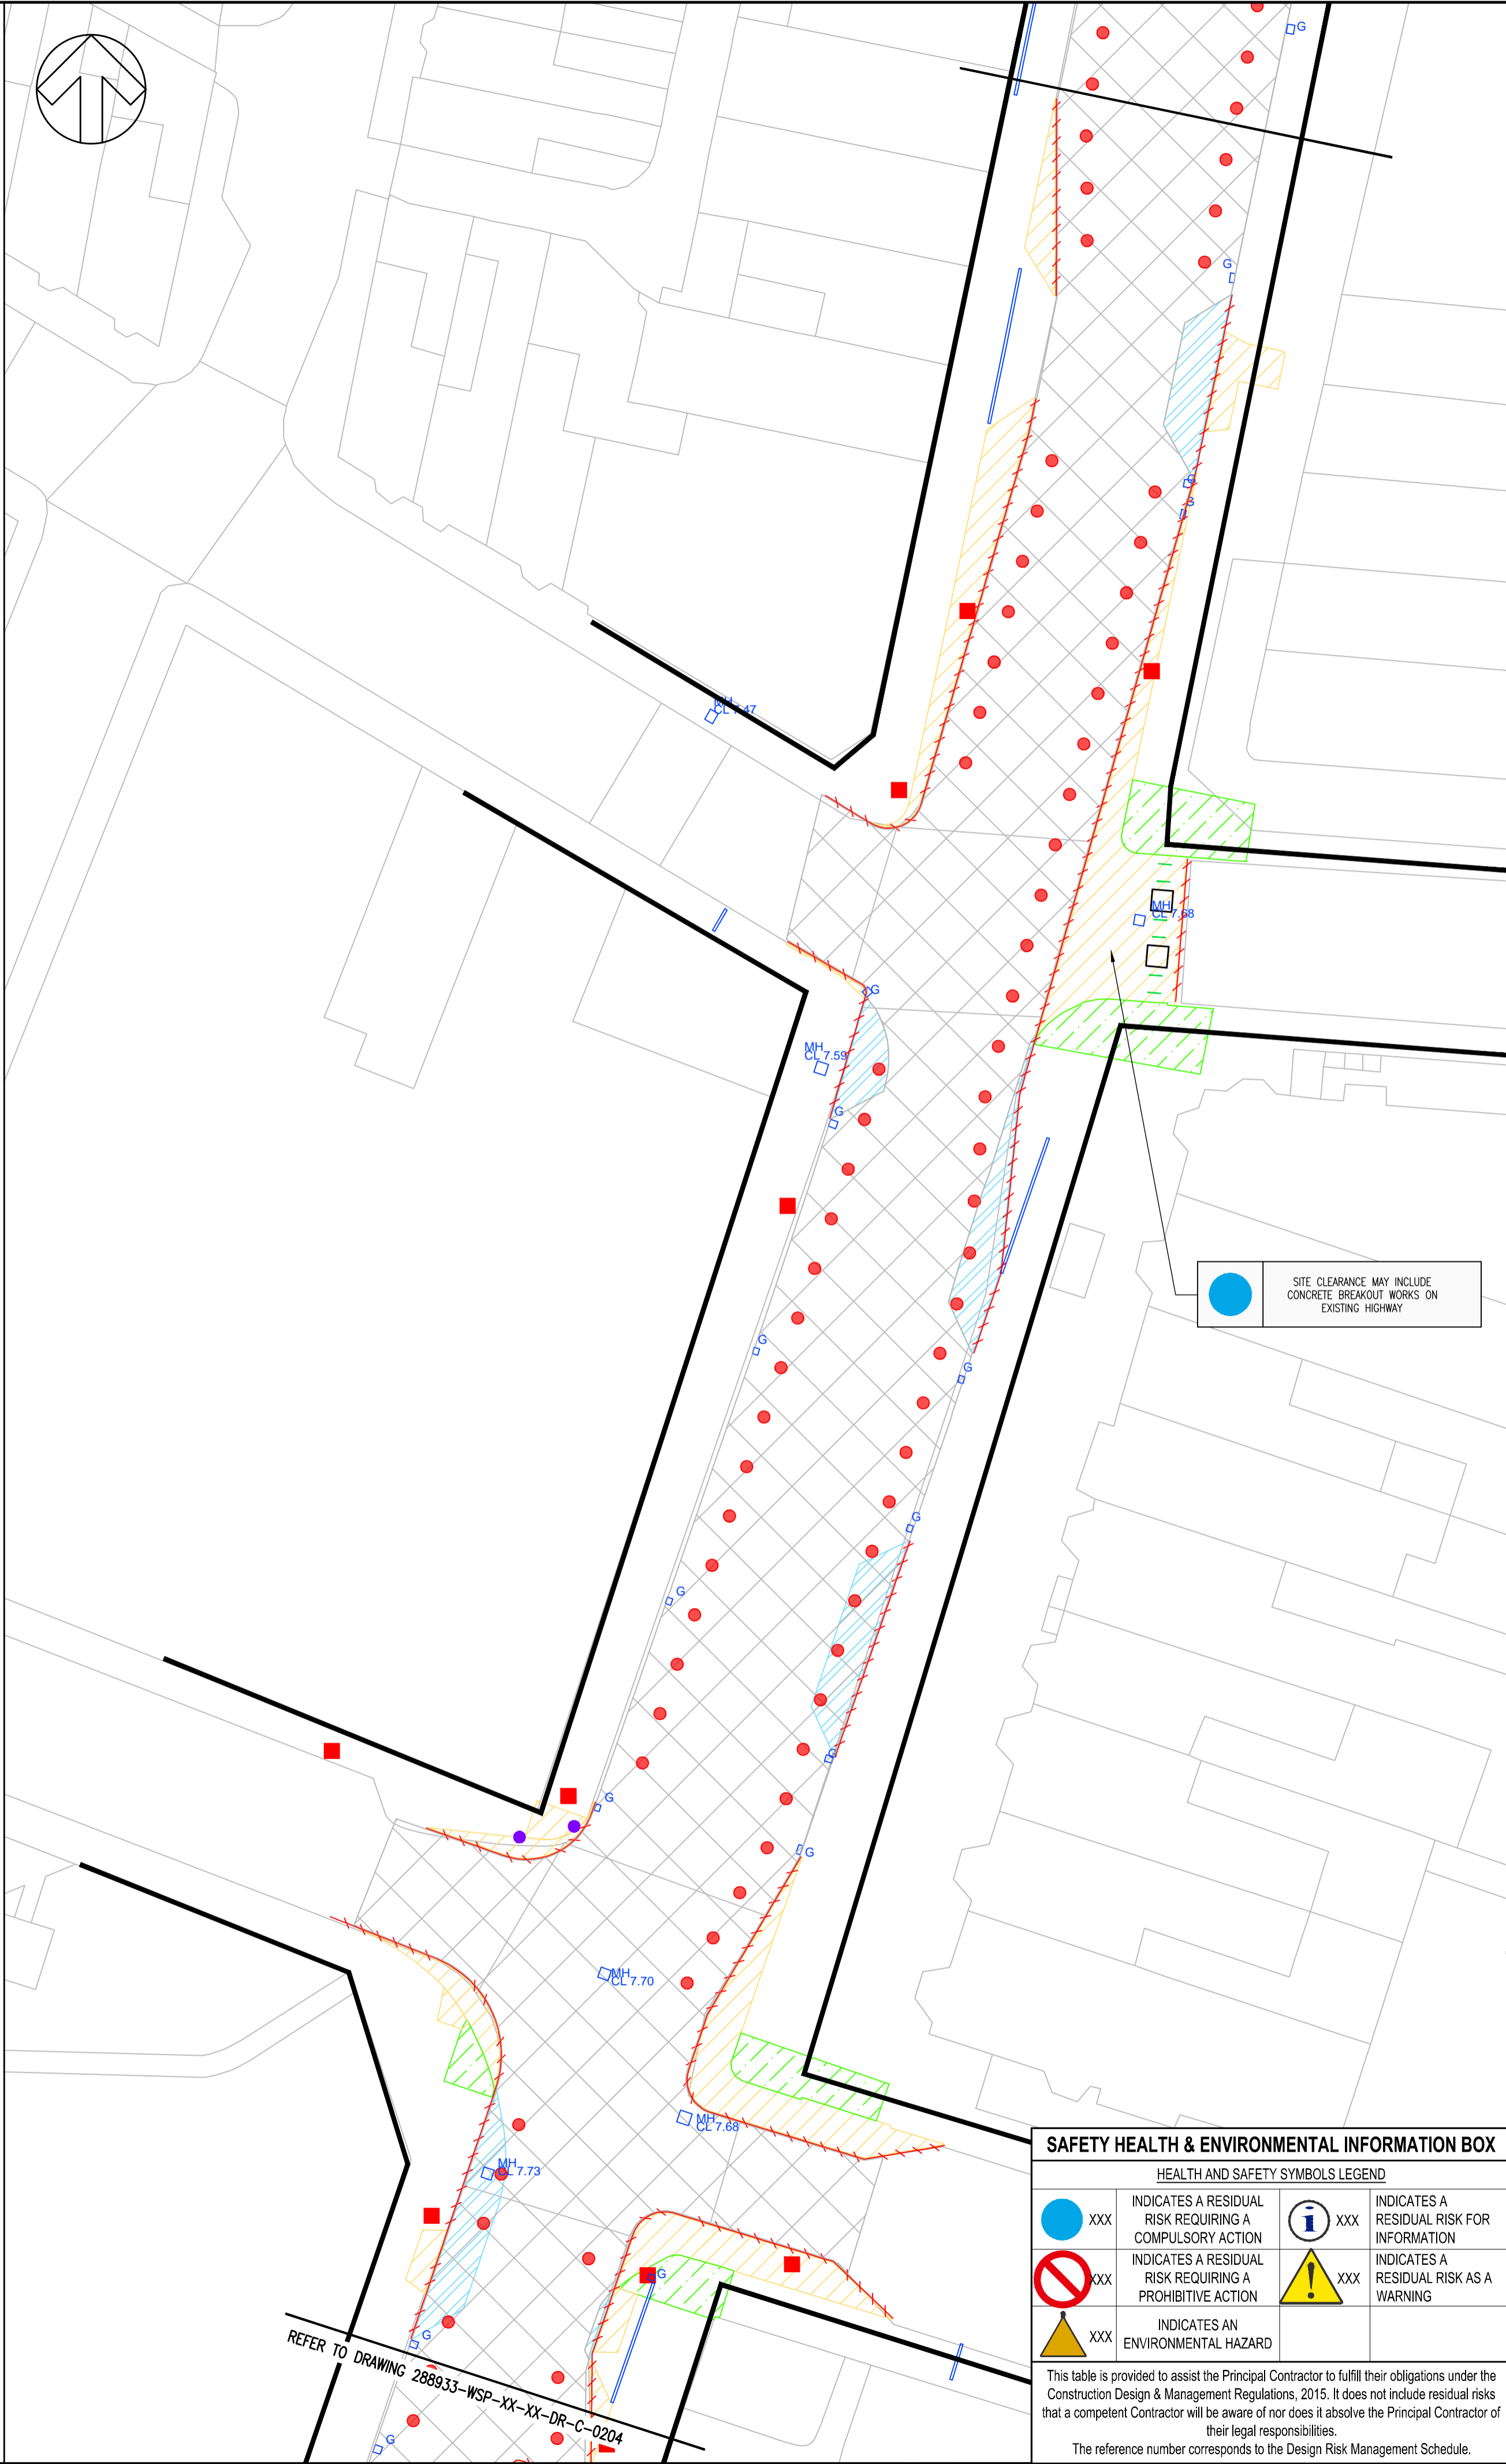 G
G
G
G
MH
CL 7.47
MH
CL 7.68
G
MH
CL 7.59
G
SITE CLEARANCE MAY INCLUDE
CONCRETE BREAKOUT WORKS ON
EXISTING HIGHWAY
G
G
G
G
G
G
G
MH
CL 7.70
MH
CL 7.68
MH
CL 7.73
G
G
REFER TO DRAWING 288933-WSP-XX-XX-DR-C-0204
G
SAFETY HEALTH & ENVIRONMENTAL INFORMATION BOX
HEALTH AND SAFETY SYMBOLS LEGEND
XXX
INDICATES A RESIDUAL
RISK REQUIRING A
COMPULSORY ACTION
i
XXX
INDICATES A
RESIDUAL RISK FOR
INFORMATION
XXX
INDICATES A RESIDUAL
RISK REQUIRING A
PROHIBITIVE ACTION
!
XXX
INDICATES A
RESIDUAL RISK AS A
WARNING
XXX
INDICATES AN
ENVIRONMENTAL HAZARD
This table is provided to assist the Principal Contractor to fulfill their obligations under the
Construction Design & Management Regulations, 2015. It does not include residual risks
that a competent Contractor will be aware of nor does it absolve the Principal Contractor of
their legal responsibilities.
The reference number corresponds to the Design Risk Management Schedule.